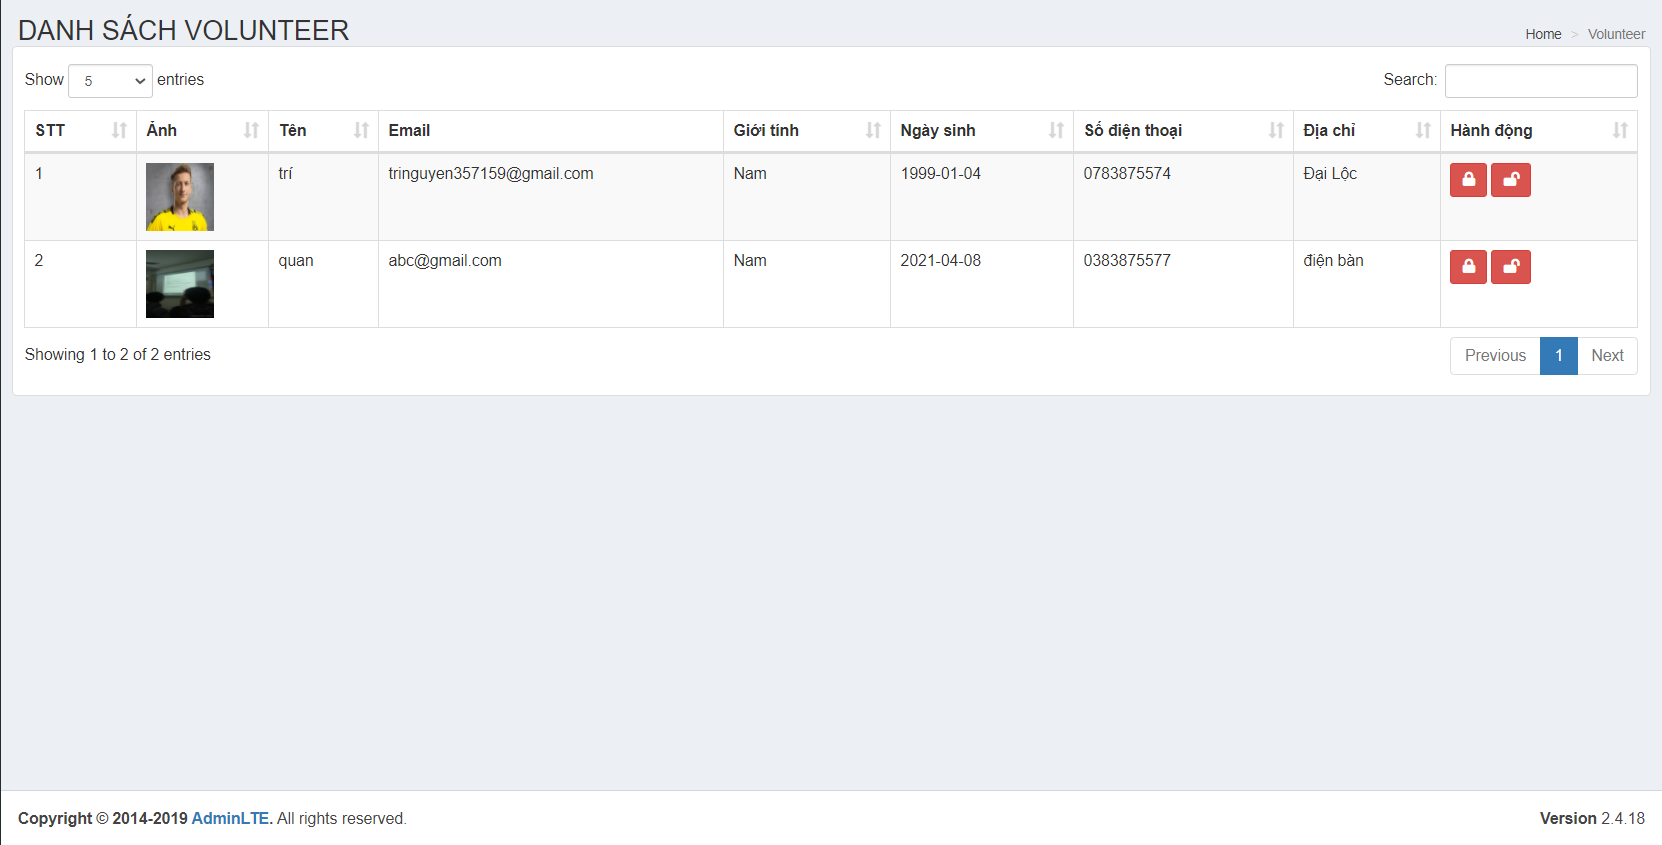 DANH SÁCH VOLUNTEER
Home > Volunteer
Show 5 entries
Search:
STT Ảnh Tên Email Giới tính Ngày sinh Số điện thoại Địa chỉ Hành động
1 trí tringuyen357159@gmail.com Nam 1999-01-04 0783875574 Đại Lộc
2 quan abc@gmail.com Nam 2021-04-08 0383875577 điện bàn
Showing 1 to 2 of 2 entries
Previous 1 Next
Copyright © 2014-2019 AdminLTE. All rights reserved.
Version 2.4.18